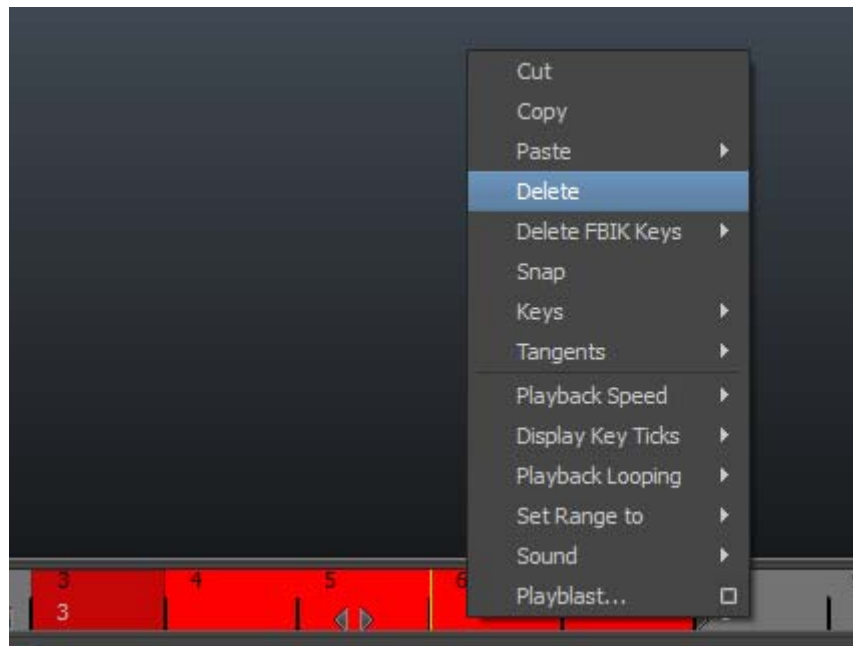 Cut
Copy
Paste
Delete
Delete FBIK Keys
Snap
Keys
Tangents
Playback Speed
Display Key Ticks
Playback Looping
Set Range to
Sound
Playblast...
3 4 5 6
3